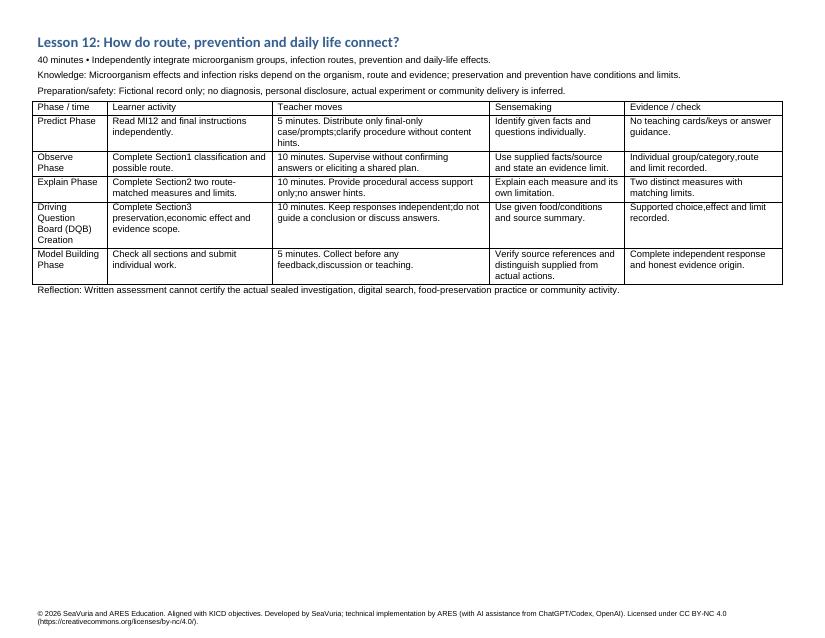 Lesson 12: How do route, prevention and daily life connect?
40 minutes • Independently integrate microorganism groups, infection routes, prevention and daily-life effects.
Knowledge: Microorganism effects and infection risks depend on the organism, route and evidence; preservation and prevention have conditions and limits.
Preparation/safety: Fictional record only; no diagnosis, personal disclosure, actual experiment or community delivery is inferred.
Phase / time
Learner activity
Teacher moves
Sensemaking
Evidence / check
Predict Phase
Read MI12 and final instructions
independently.
5 minutes. Distribute only final-only
case/prompts;clarify procedure without content
hints.
Identify given facts and
questions individually.
No teaching cards/keys or answer
guidance.
Observe
Phase
Complete Section1 classification and
possible route.
10 minutes. Supervise without confirming
answers or eliciting a shared plan.
Use supplied facts/source
and state an evidence limit.
Individual group/category,route
and limit recorded.
Explain Phase
Complete Section2 two route-
matched measures and limits.
10 minutes. Provide procedural access support
only;no answer hints.
Explain each measure and its
own limitation.
Two distinct measures with
matching limits.
Driving
Question
Board (DQB)
Creation
Complete Section3
preservation,economic effect and
evidence scope.
10 minutes. Keep responses independent;do not
guide a conclusion or discuss answers.
Use given food/conditions
and source summary.
Supported choice,effect and limit
recorded.
Model Building
Phase
Check all sections and submit
individual work.
5 minutes. Collect before any
feedback,discussion or teaching.
Verify source references and
distinguish supplied from
actual actions.
Complete independent response
and honest evidence origin.
Reflection: Written assessment cannot certify the actual sealed investigation, digital search, food-preservation practice or community activity.
© 2026 SeaVuria and ARES Education. Aligned with KICD objectives. Developed by SeaVuria; technical implementation by ARES (with AI assistance from ChatGPT/Codex, OpenAI). Licensed under CC BY-NC 4.0
(https://creativecommons.org/licenses/by-nc/4.0/).